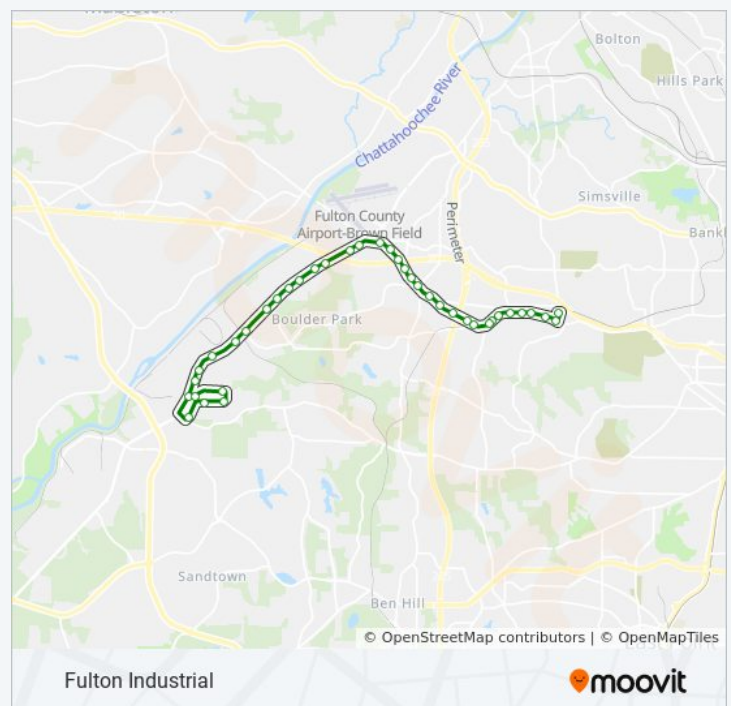 Bolton
Hills Park
Chattahoochee River
Simsville
Perimeter
Fulton County
Airport-Brown Field
Boulder Park
Sandtown
Ben Hill
© OpenStreetMap contributors | © OpenMapTiles
Fulton Industrial
moovit